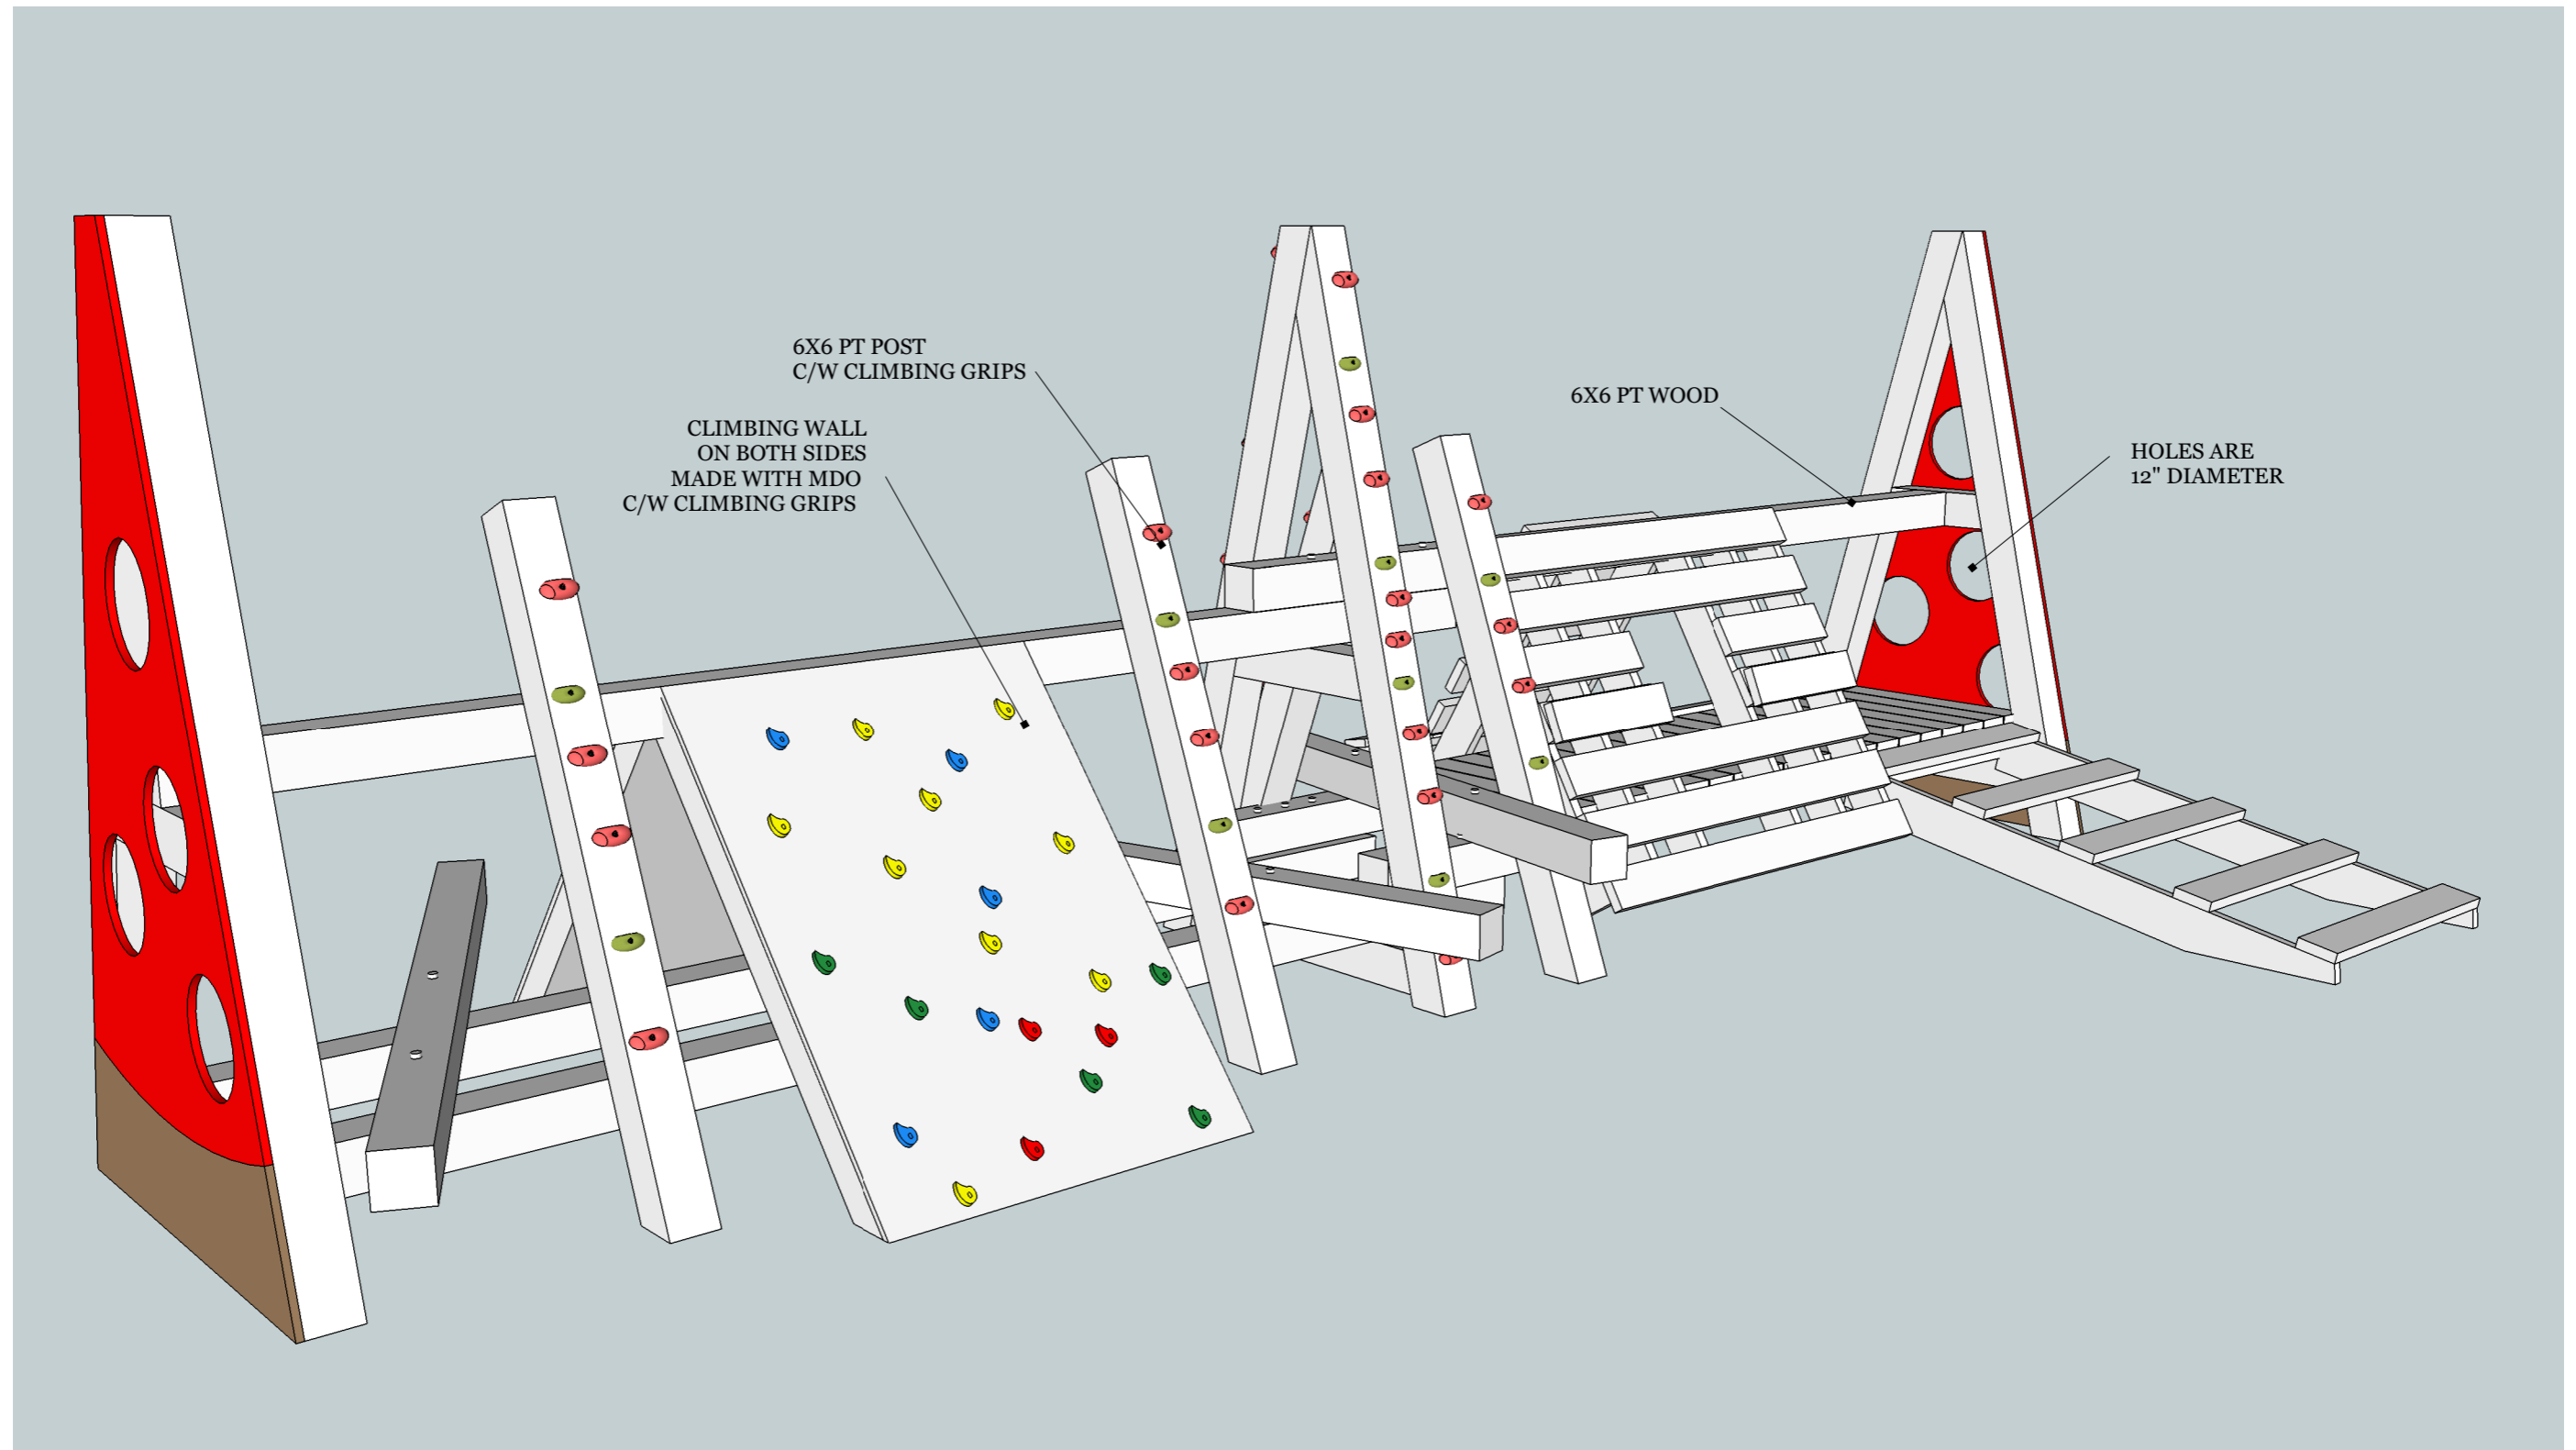 6X6 PT POST
C/W CLIMBING GRIPS
CLIMBING WALL
ON BOTH SIDES
MADE WITH MDO
C/W CLIMBING GRIPS
6X6 PT WOOD
HOLES ARE
12" DIAMETER